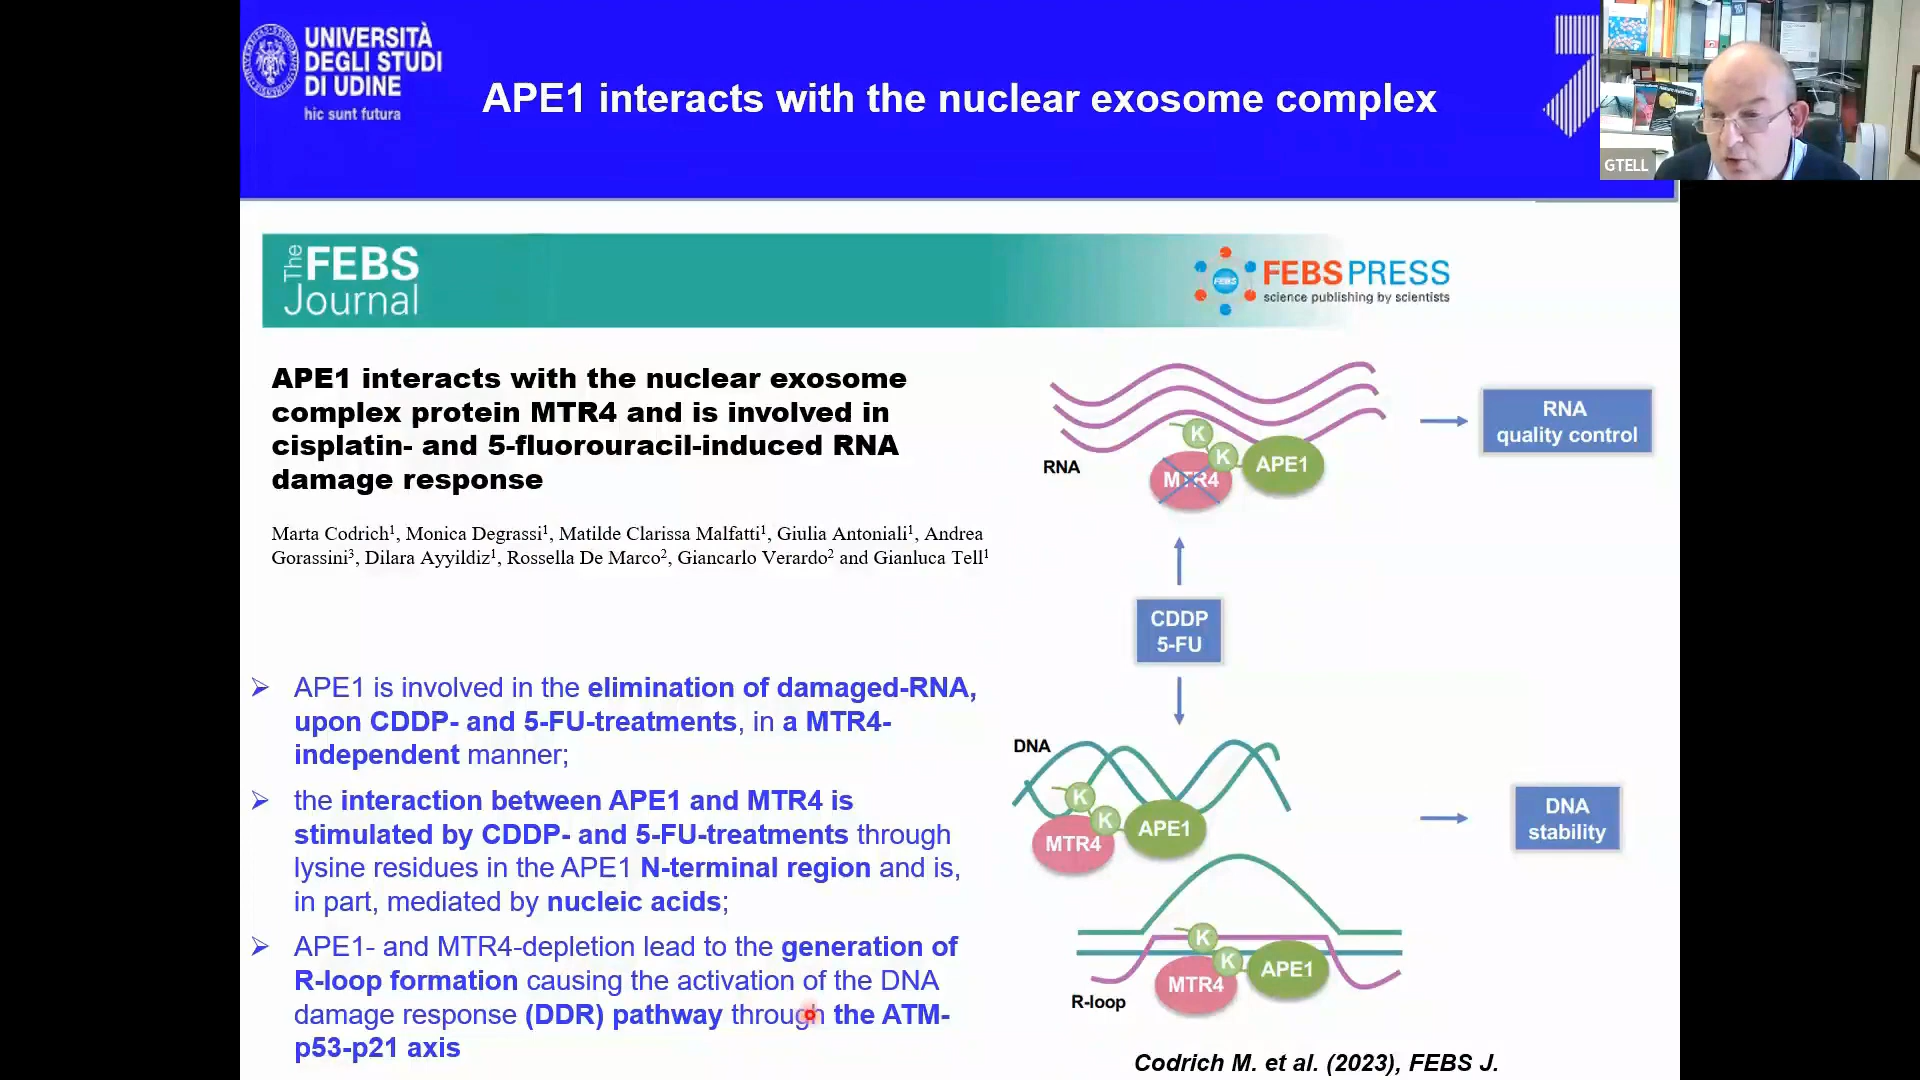 UNIVERSITÀ
DEGLI STUDI
DI UDINE
hic sunt futura
APE1 interacts with the nuclear exosome complex
GTELL
The FEBS
Journal
FEBS
FEBS PRESS
science publishing by scientists
APE1 interacts with the nuclear exosome
complex protein MTR4 and is involved in
cisplatin- and 5-fluorouracil-induced RNA
damage response
Marta Codrich1, Monica Degrassi1, Matilde Clarissa Malfatti1, Giulia Antoniali1, Andrea
Gorassini3, Dilara Ayyildiz1, Rossella De Marco2, Giancarlo Verardo2 and Gianluca Tell1
➢ APE1 is involved in the elimination of damaged-RNA,
upon CDDP- and 5-FU-treatments, in a MTR4-
independent manner;
➢ the interaction between APE1 and MTR4 is
stimulated by CDDP- and 5-FU-treatments through
lysine residues in the APE1 N-terminal region and is,
in part, mediated by nucleic acids;
➢ APE1- and MTR4-depletion lead to the generation of
R-loop formation causing the activation of the DNA
damage response (DDR) pathway through the ATM-
p53-p21 axis
RNA
K
K
MTR4
APE1
RNA
quality control
CDDP
5-FU
DNA
K
K
MTR4
APE1
DNA
stability
K
K
MTR4
APE1
R-loop
Codrich M. et al. (2023), FEBS J.